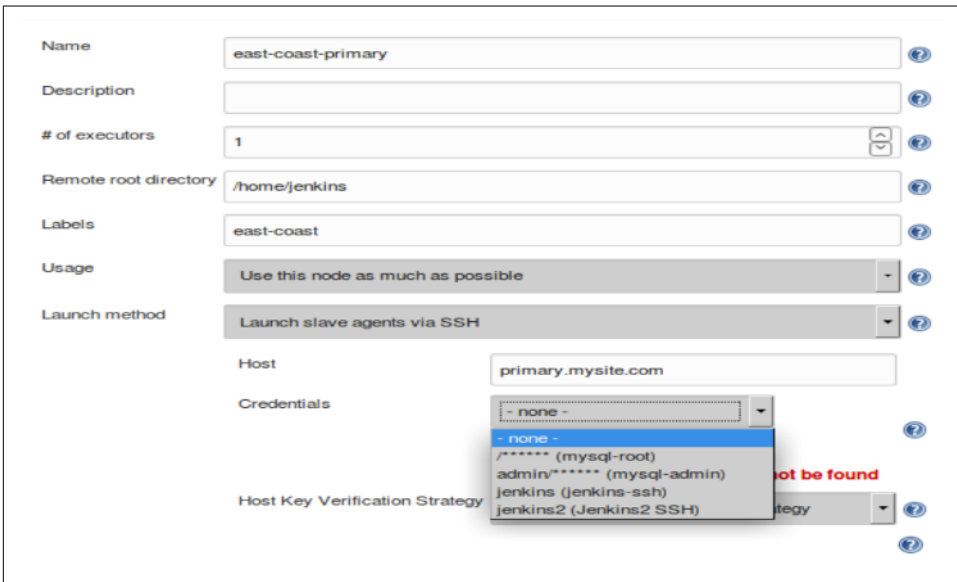 Name
east-coast-primary
Description
# of executors
1
Remote root directory
/home/jenkins
Labels
east-coast
Usage
Use this node as much as possible
Launch method
Launch slave agents via SSH
Host
primary.mysite.com
Credentials
- none -
- none -
/****** (mysql-root)
admin/****** (mysql-admin)
jenkins (jenkins-ssh)
jenkins2 (Jenkins2 SSH)
not be found
Host Key Verification Strategy
tegy